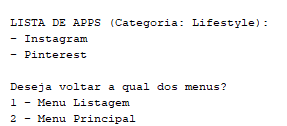 LISTA DE APPS (Categoria: Lifestyle):
- Instagram
- Pinterest
Deseja voltar a qual dos menus?
1 - Menu Listagem
2 - Menu Principal